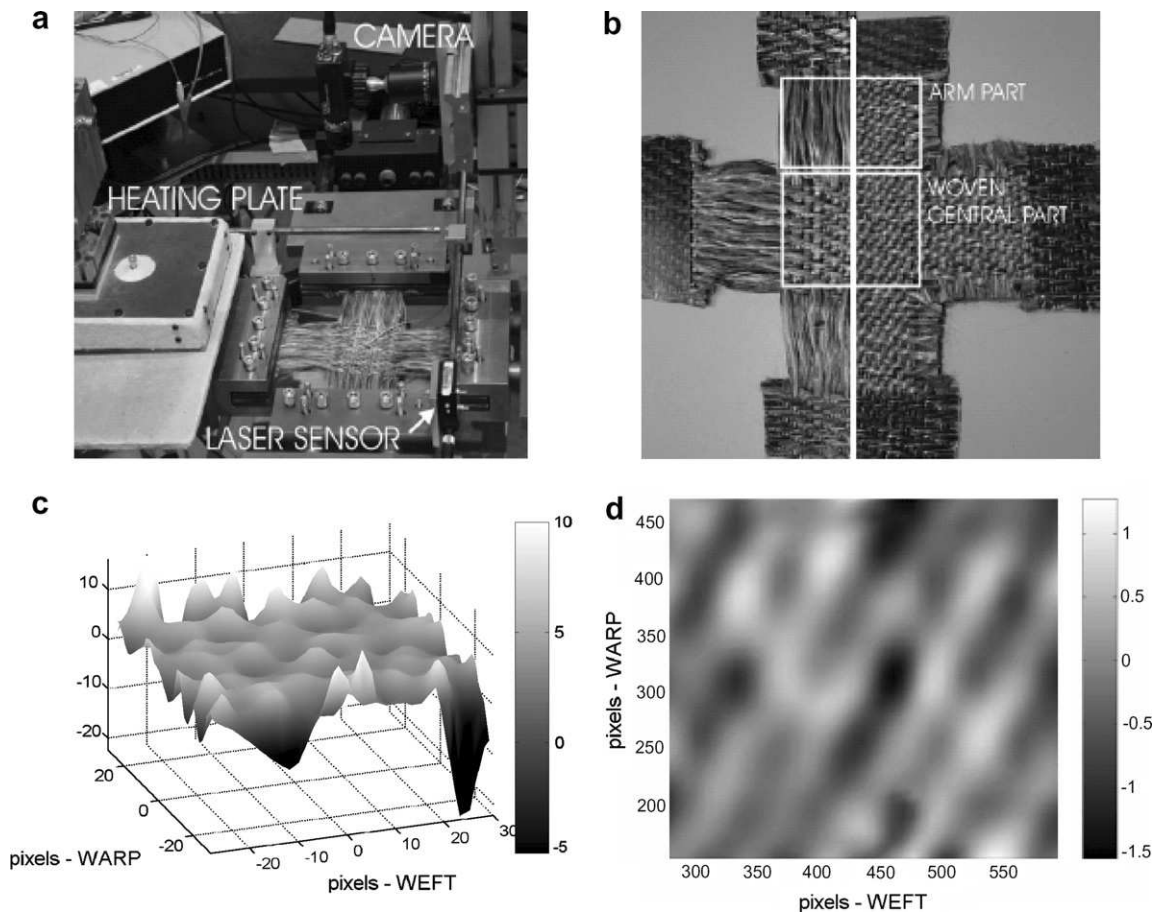 a
CAMERA
HEATING PLATE
LASER SENSOR
b
ARM PART
WOVEN
CENTRAL PART
c
10
0
-10
-20
20
0
-20
pixels - WARP
-20
-10
0
10
20
30
pixels - WEFT
10
5
0
-5
d
450
400
350
300
250
200
pixels - WARP
300
350
400
450
500
550
pixels - WEFT
1
0.5
0
-0.5
-1
-1.5